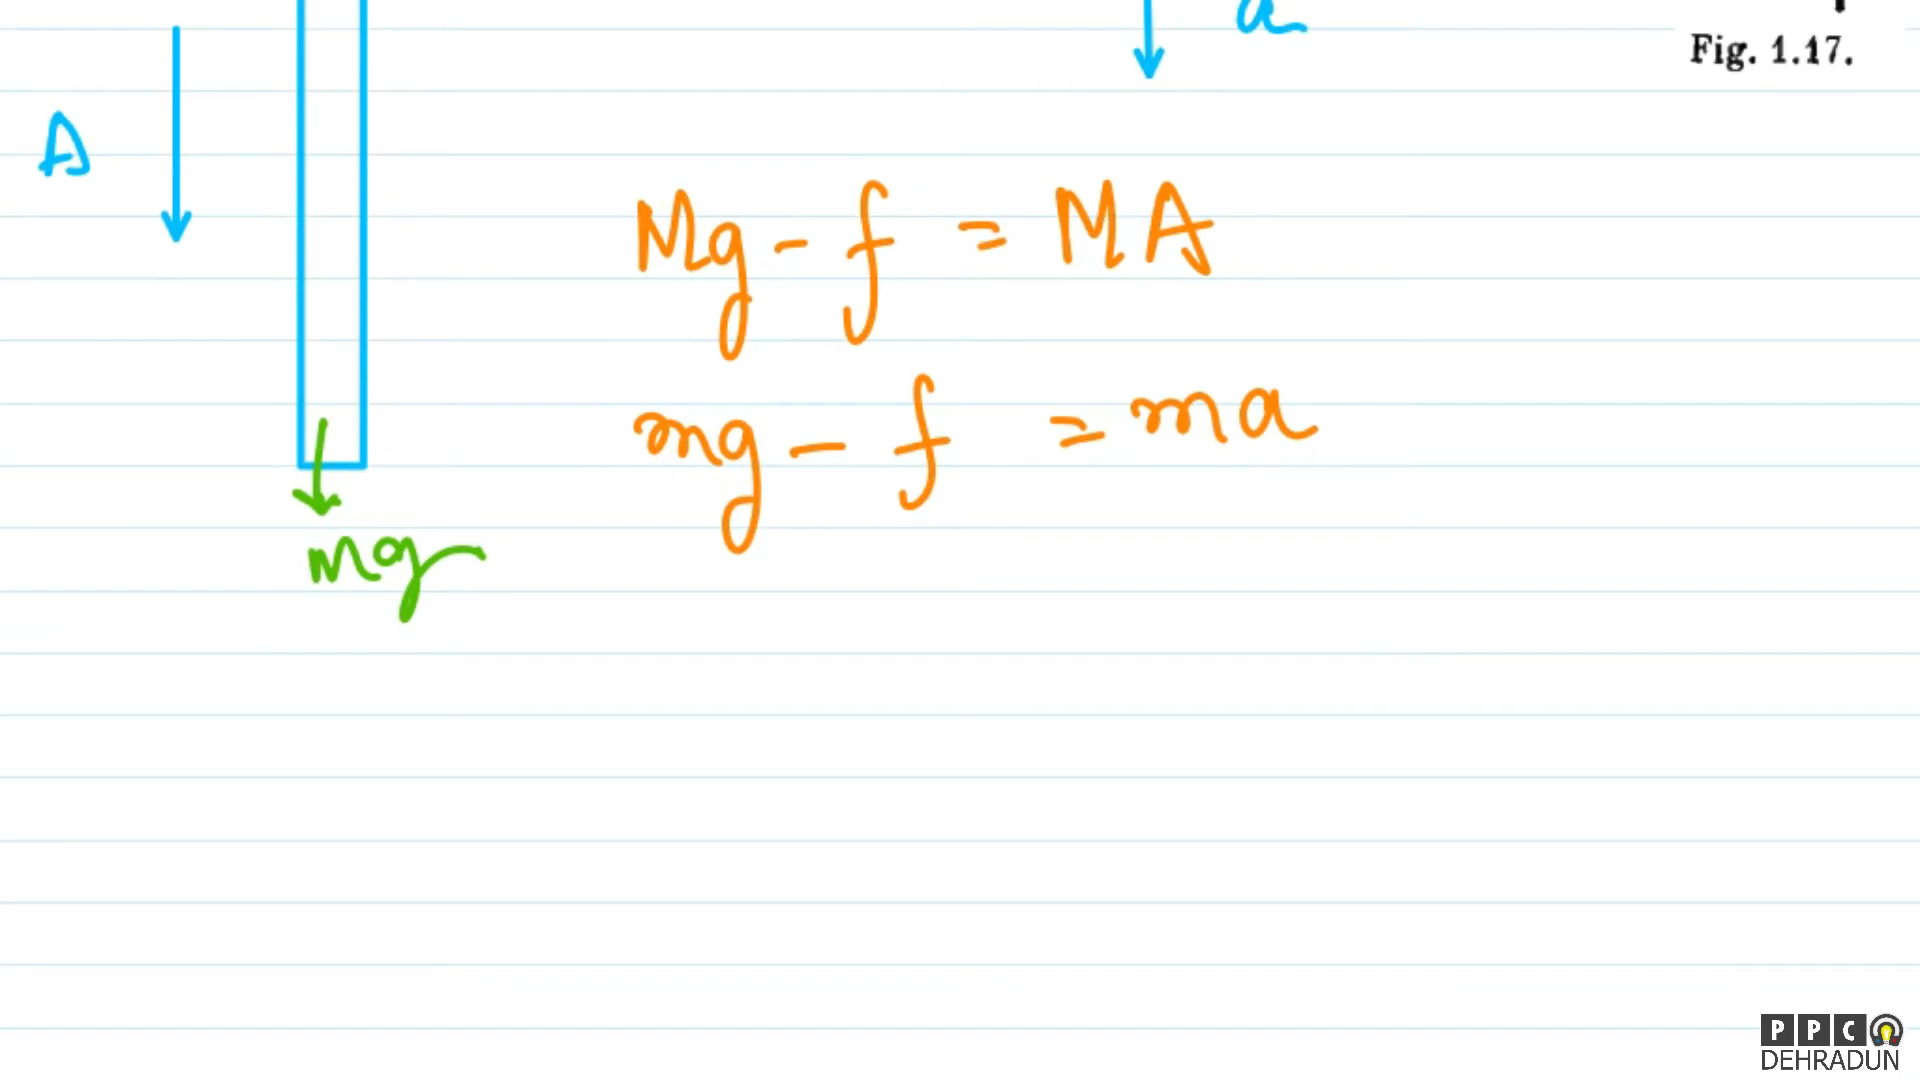 a
Fig. 1.17.
A
Mg - f = MA
mg - f = ma
Mg
PPC
DEHRADUN